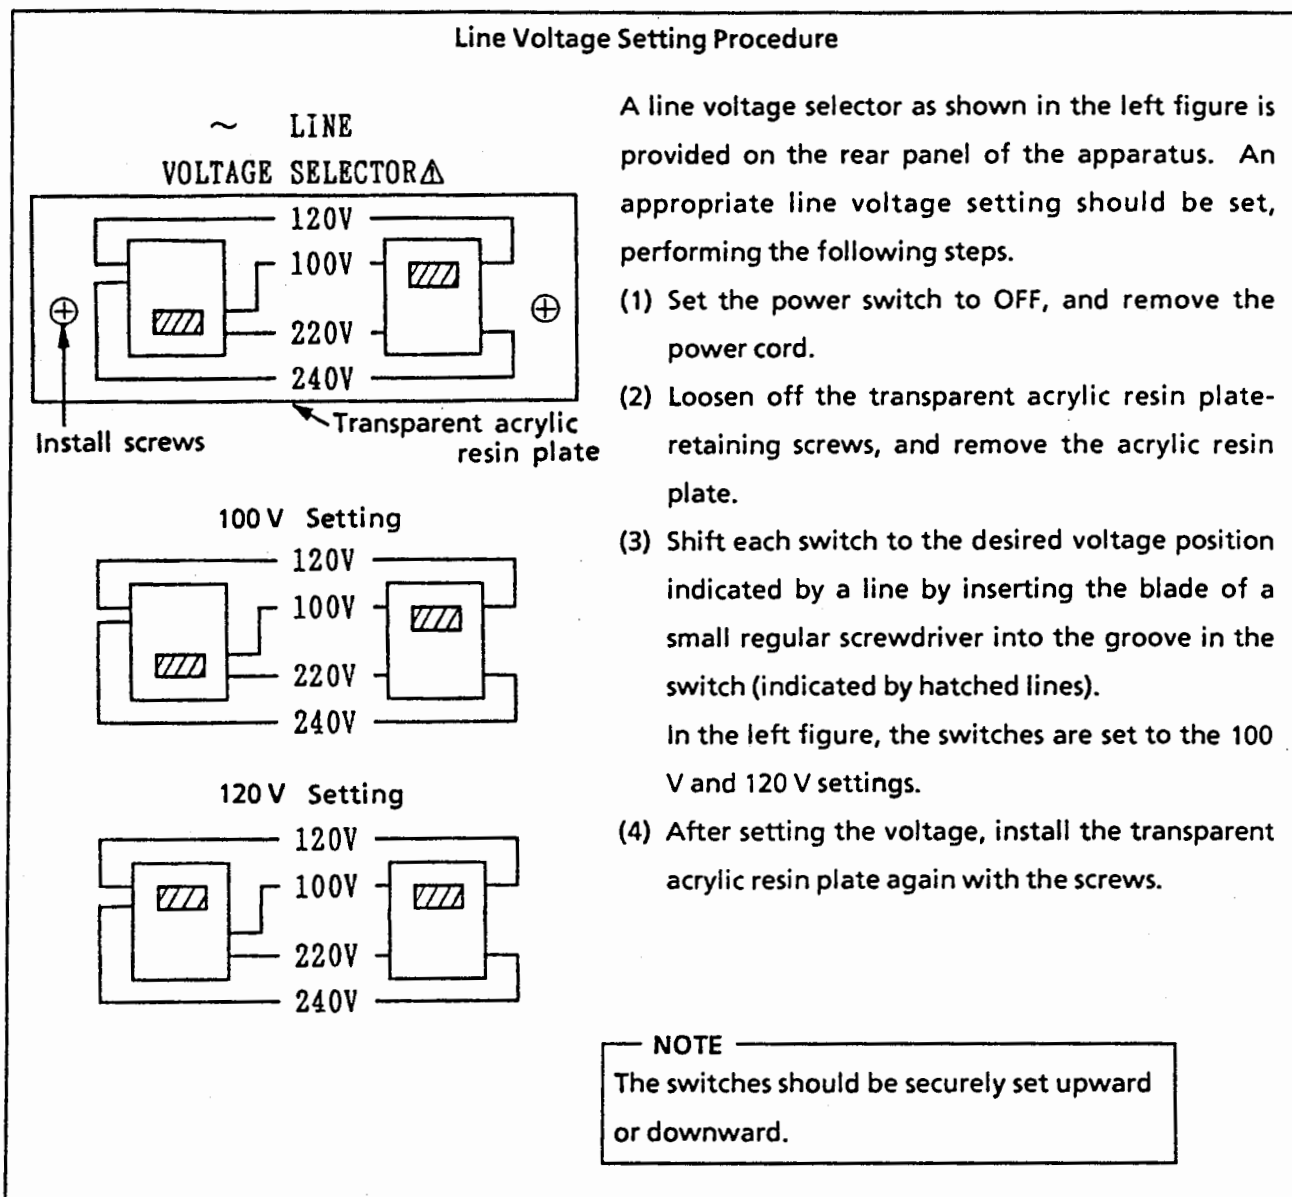 Line Voltage Setting Procedure
~ LINE
VOLTAGE SELECTOR⚠
120V
100V
220V
240V
Install screws
Transparent acrylic
resin plate
100 V Setting
120V
100V
220V
240V
120 V Setting
120V
100V
220V
240V
A line voltage selector as shown in the left figure is
provided on the rear panel of the apparatus. An
appropriate line voltage setting should be set,
performing the following steps.
(1) Set the power switch to OFF, and remove the
power cord.
(2) Loosen off the transparent acrylic resin plate-
retaining screws, and remove the acrylic resin
plate.
(3) Shift each switch to the desired voltage position
indicated by a line by inserting the blade of a
small regular screwdriver into the groove in the
switch (indicated by hatched lines).
In the left figure, the switches are set to the 100
V and 120 V settings.
(4) After setting the voltage, install the transparent
acrylic resin plate again with the screws.
NOTE
The switches should be securely set upward
or downward.